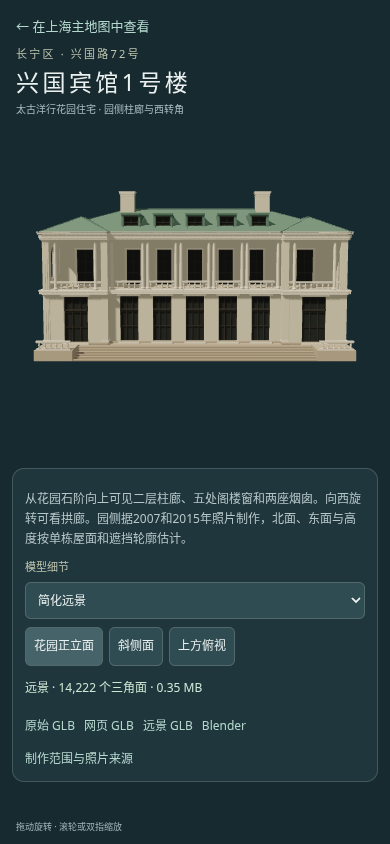 ← 在上海主地图中查看
长宁区 · 兴国路72号
兴国宾馆1号楼
太古洋行花园住宅 · 园侧柱廊与西转角
从花园石阶向上可见二层柱廊、五处阁楼窗和两座烟囱。向西旋
转可看拱廊。园侧据2007和2015年照片制作，北面、东面与高
度按单栋屋面和遮挡轮廓估计。
模型细节
简化远景
花园正立面 斜侧面 上方俯视
远景 · 14,222 个三角面 · 0.35 MB
原始 GLB 网页 GLB 远景 GLB Blender
制作范围与照片来源
拖动旋转 · 滚轮或双指缩放